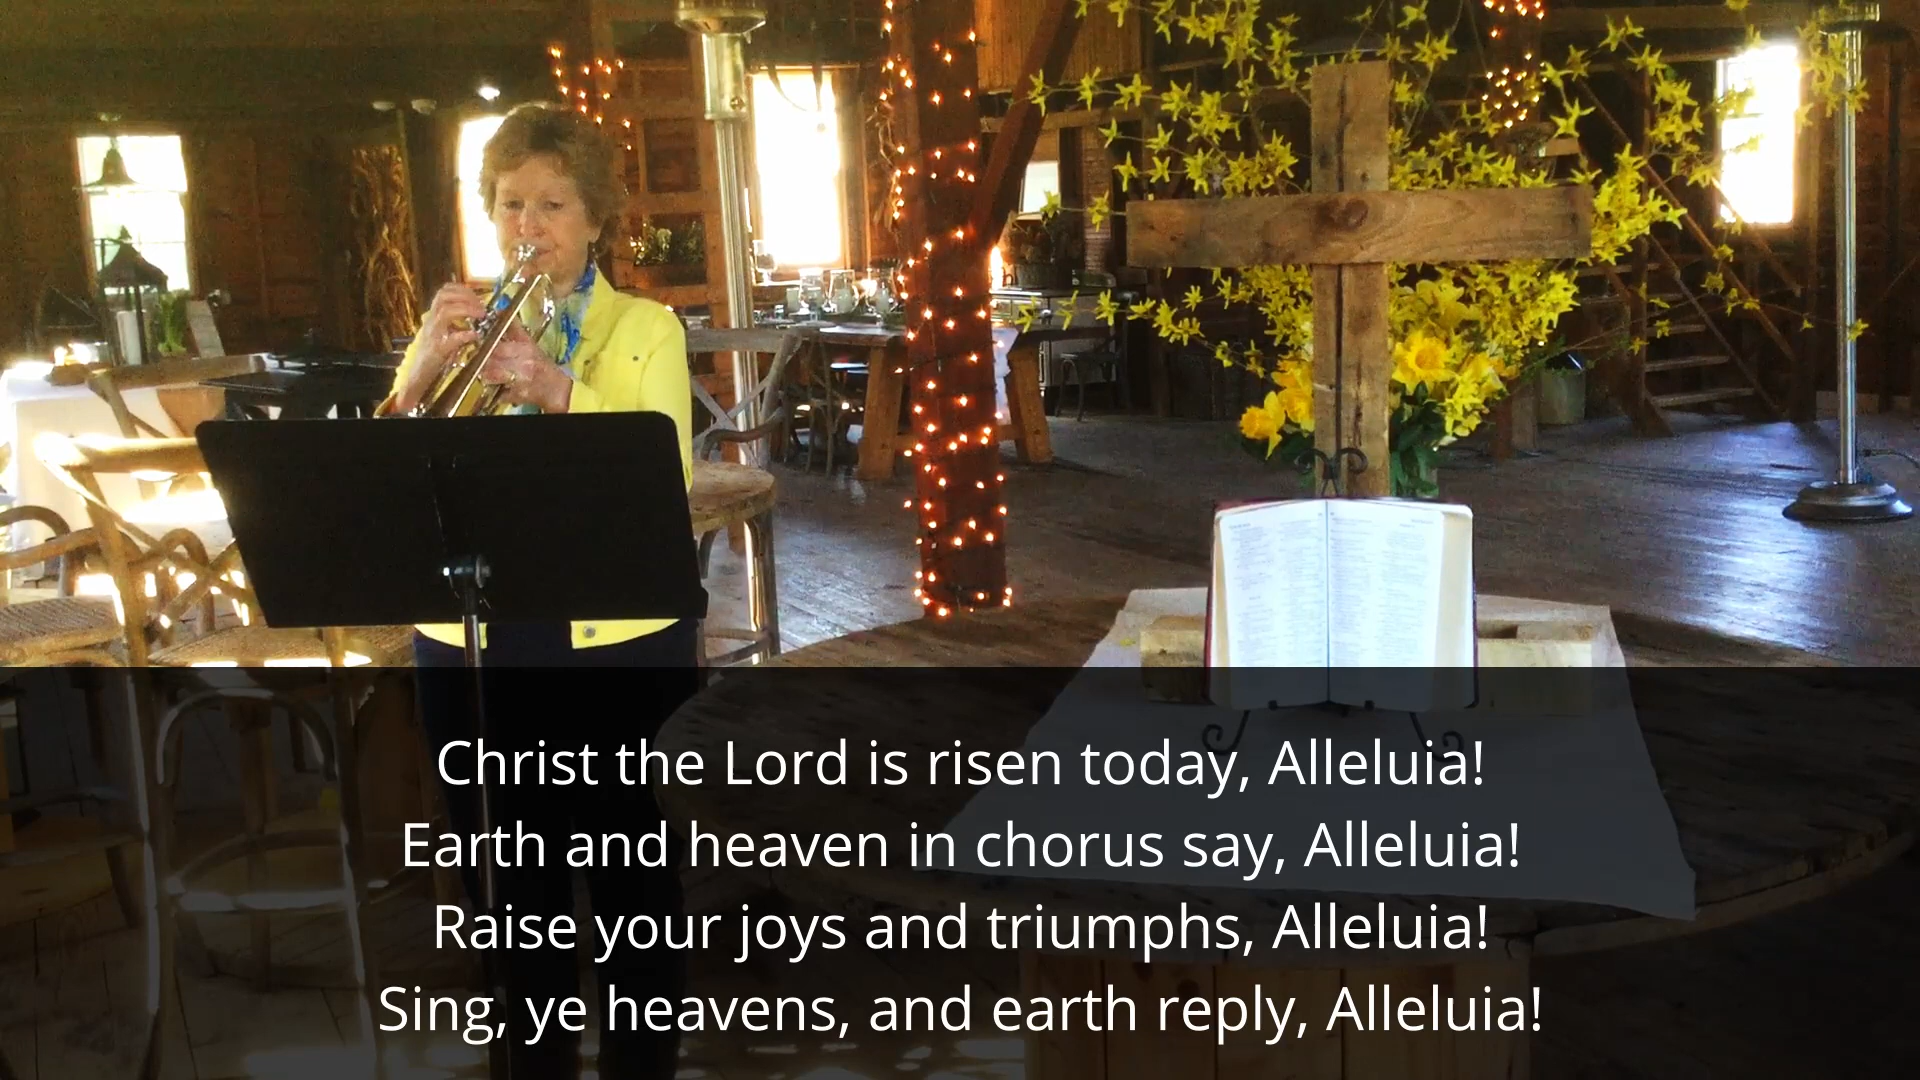 Christ the Lord is risen today, Alleluia!
Earth and heaven in chorus say, Alleluia!
Raise your joys and triumphs, Alleluia!
Sing, ye heavens, and earth reply, Alleluia!